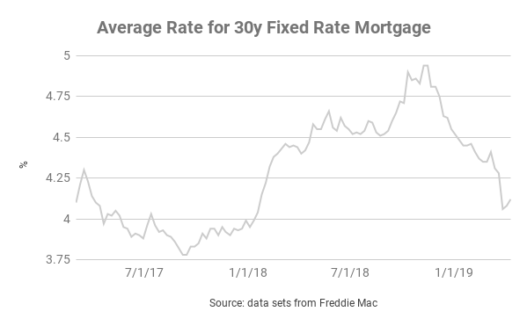 Average Rate for 30y Fixed Rate Mortgage
5
4.75
4.5
4.25
4
3.75
%
7/1/17 1/1/18 7/1/18 1/1/19
Source: data sets from Freddie Mac